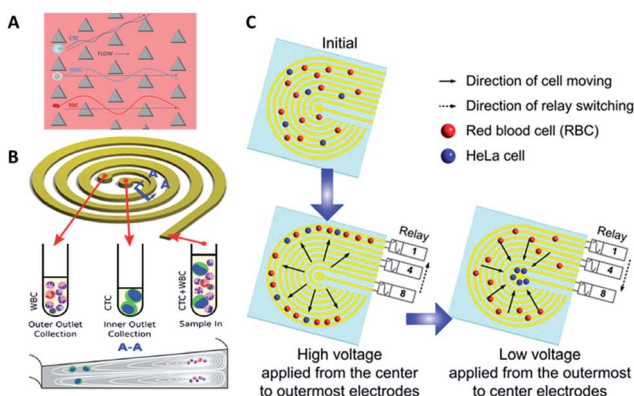 A
CTC
FLOW
RBC
B
A
A
WBC
CTC
CTC+WBC
Outer Outlet
Collection
Inner Outlet
Collection
Sample In
A-A
C
Initial
Direction of cell moving
Direction of relay switching
Red blood cell (RBC)
HeLa cell
Relay
1
4
8
Relay
1
4
8
High voltage
applied from the center
to outermost electrodes
Low voltage
applied from the outermost
to center electrodes